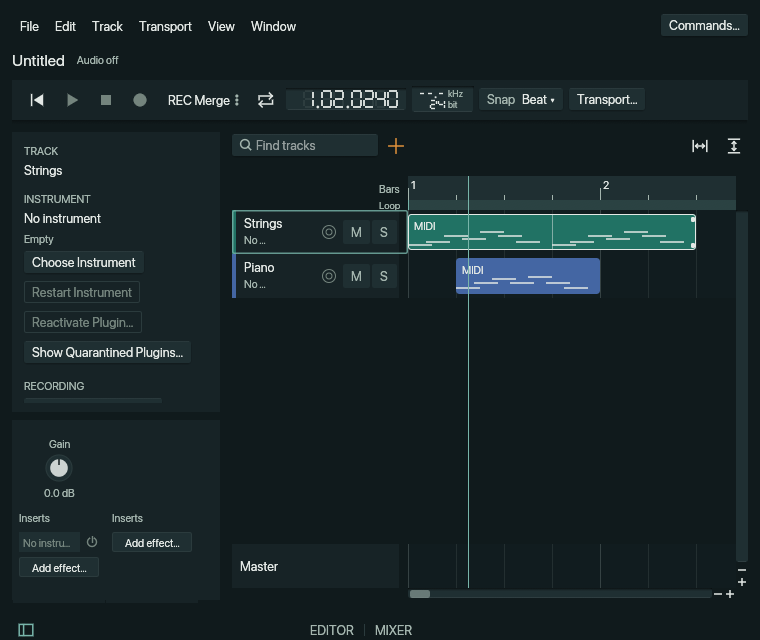 File Edit Track Transport View Window Commands...
Untitled Audio off
REC Merge 1.02.0240 --.- kHz 24 bit Snap Beat Transport...
TRACK
Strings
INSTRUMENT
No instrument
Empty
Choose Instrument
Restart Instrument
Reactivate Plugin...
Show Quarantined Plugins...
RECORDING
Gain
0.0 dB
Inserts Inserts
No instru... Add effect...
Add effect...
Find tracks
Bars 1 2
Loop
Strings M S MIDI
No ...
Piano M S MIDI
No ...
Master
EDITOR MIXER